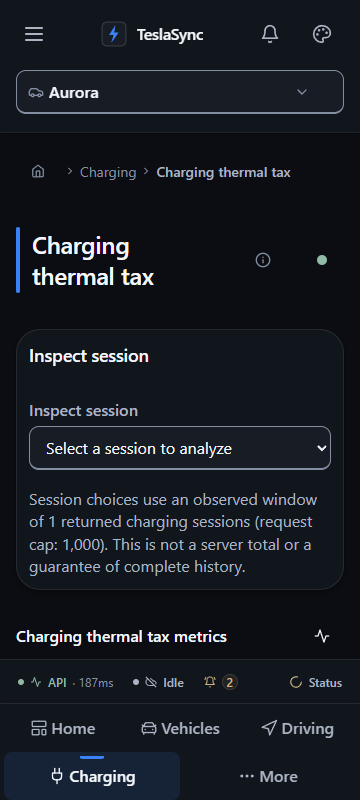 TeslaSync
Aurora
Charging
Charging thermal tax
Charging
thermal tax
Inspect session
Inspect session
Select a session to analyze
Session choices use an observed window
of 1 returned charging sessions (request
cap: 1,000). This is not a server total or a
guarantee of complete history.
Charging thermal tax metrics
API · 187ms
Idle
2
Status
Home
Vehicles
Driving
Charging
More